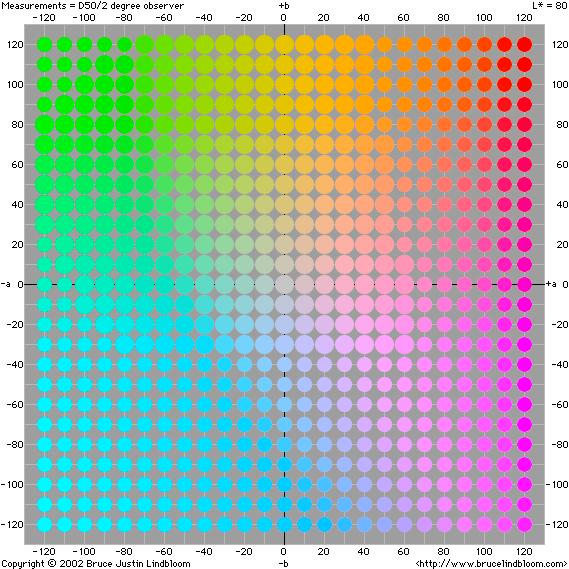 Measurements = D50/2 degree observer +b L* = 80
−120 −100 −80 −60 −40 −20 0 20 40 60 80 100 120
120 120
100 100
80 80
60 60
40 40
20 20
−a 0 0 +a
−20 −20
−40 −40
−60 −60
−80 −80
−100 −100
−120 −120
−120 −100 −80 −60 −40 −20 0 20 40 60 80 100 120
Copyright © 2002 Bruce Justin Lindbloom −b <http://www.brucelindbloom.com>